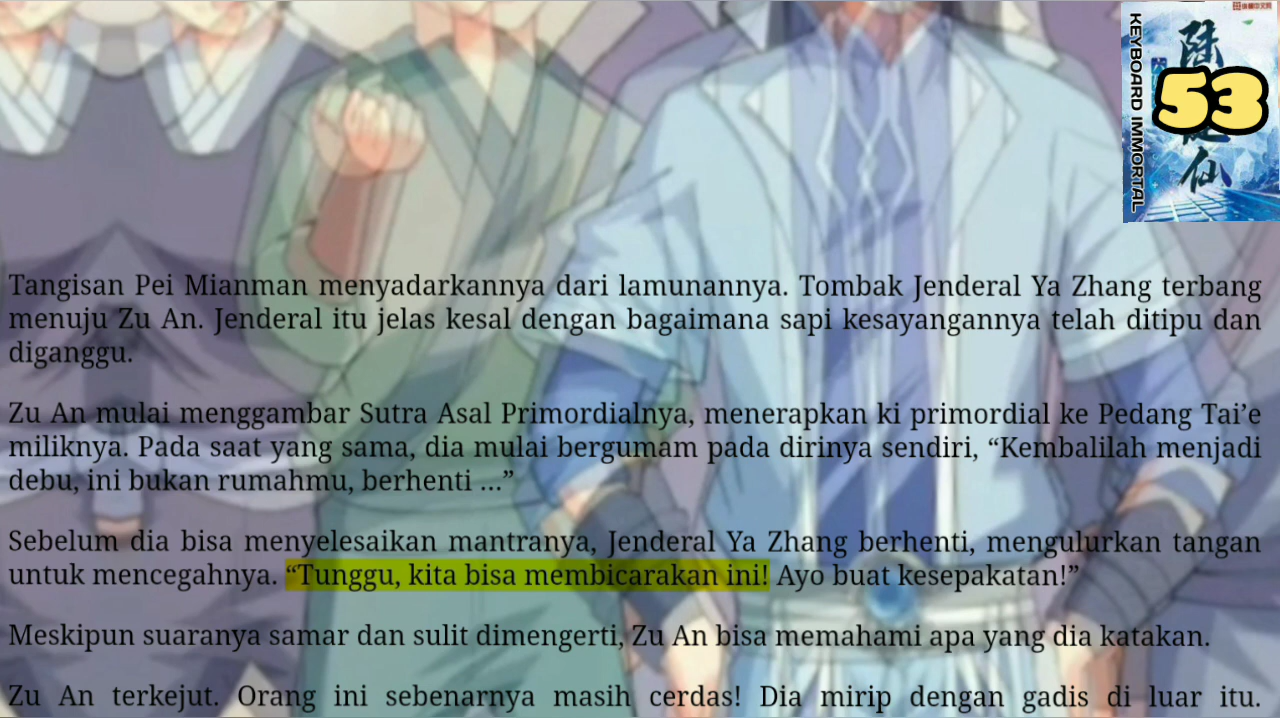 KEYBOARD IMMORTAL
53
仙
Tangisan Pei Mianman menyadarkannya dari lamunannya. Tombak Jenderal Ya Zhang terbang
menuju Zu An. Jenderal itu jelas kesal dengan bagaimana sapi kesayangannya telah ditipu dan
diganggu.
Zu An mulai menggambar Sutra Asal Primordialnya, menerapkan ki primordial ke Pedang Tai’e
miliknya. Pada saat yang sama, dia mulai bergumam pada dirinya sendiri, “Kembalilah menjadi
debu, ini bukan rumahmu, berhenti ...”
Sebelum dia bisa menyelesaikan mantranya, Jenderal Ya Zhang berhenti, mengulurkan tangan
untuk mencegahnya. “Tunggu, kita bisa membicarakan ini! Ayo buat kesepakatan!”
Meskipun suaranya samar dan sulit dimengerti, Zu An bisa memahami apa yang dia katakan.
Zu An terkejut. Orang ini sebenarnya masih cerdas! Dia mirip dengan gadis di luar itu.